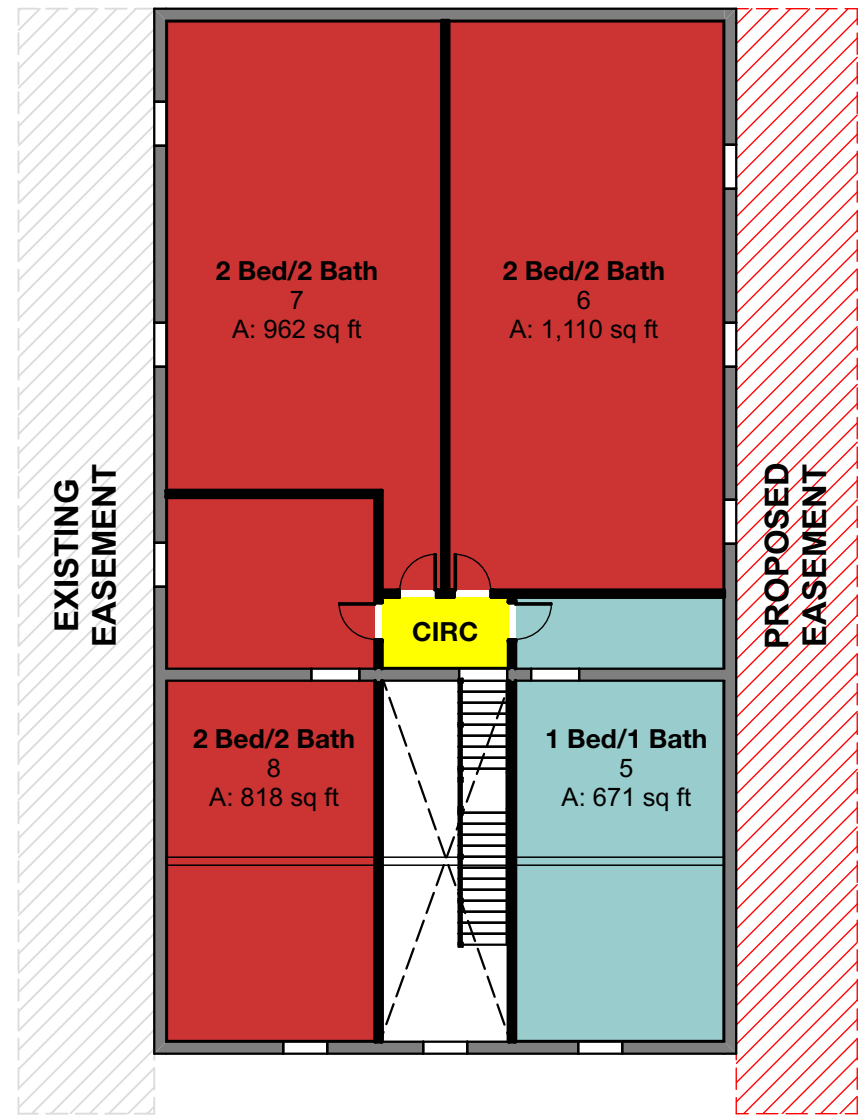 2 Bed/2 Bath
7
A: 962 sq ft
2 Bed/2 Bath
6
A: 1,110 sq ft
EXISTING
EASEMENT
PROPOSED
EASEMENT
CIRC
2 Bed/2 Bath
8
A: 818 sq ft
1 Bed/1 Bath
5
A: 671 sq ft